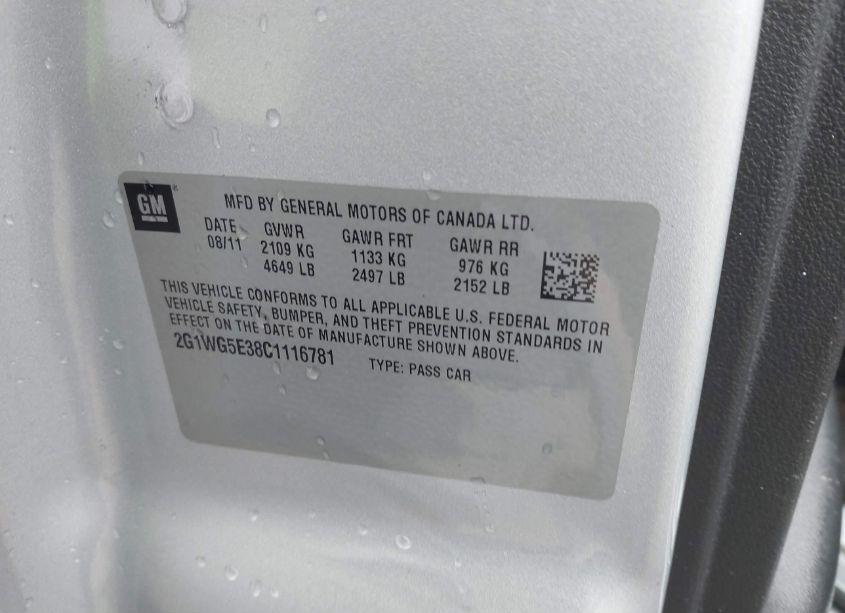 GM
MFD BY GENERAL MOTORS OF CANADA LTD.
DATE GVWR GAWR FRT GAWR RR
08/11 2109 KG 1133 KG 976 KG
4649 LB 2497 LB 2152 LB
THIS VEHICLE CONFORMS TO ALL APPLICABLE U.S. FEDERAL MOTOR
VEHICLE SAFETY, BUMPER, AND THEFT PREVENTION STANDARDS IN
EFFECT ON THE DATE OF MANUFACTURE SHOWN ABOVE.
2G1WG5E38C1116781 TYPE: PASS CAR